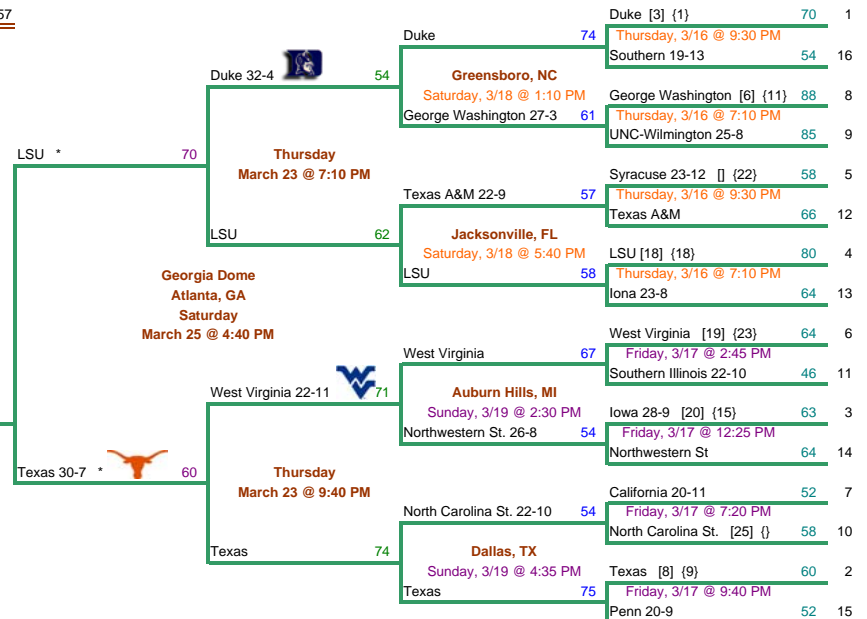 57
Duke [3] {1} 70 1
Duke 74 Thursday, 3/16 @ 9:30 PM
Southern 19-13 54 16
Duke 32-4 54 Greensboro, NC
Saturday, 3/18 @ 1:10 PM George Washington [6] {11} 88 8
George Washington 27-3 61 Thursday, 3/16 @ 7:10 PM
UNC-Wilmington 25-8 85 9
LSU * 70 Thursday
March 23 @ 7:10 PM Syracuse 23-12 [] {22} 58 5
Texas A&M 22-9 57 Thursday, 3/16 @ 9:30 PM
Texas A&M 66 12
LSU 62 Jacksonville, FL
Saturday, 3/18 @ 5:40 PM LSU [18] {18} 80 4
Georgia Dome LSU 58 Thursday, 3/16 @ 7:10 PM
Atlanta, GA Iona 23-8 64 13
Saturday
March 25 @ 4:40 PM West Virginia [19] {23} 64 6
West Virginia 67 Friday, 3/17 @ 2:45 PM
Southern Illinois 22-10 46 11
West Virginia 22-11 WV 71 Auburn Hills, MI
Sunday, 3/19 @ 2:30 PM Iowa 28-9 [20] {15} 63 3
Northwestern St. 26-8 54 Friday, 3/17 @ 12:25 PM
Northwestern St 64 14
Texas 30-7 * 60 Thursday
March 23 @ 9:40 PM California 20-11 52 7
North Carolina St. 22-10 54 Friday, 3/17 @ 7:20 PM
North Carolina St. [25] {} 58 10
Texas 74 Dallas, TX
Sunday, 3/19 @ 4:35 PM Texas [8] {9} 60 2
Texas 75 Friday, 3/17 @ 9:40 PM
Penn 20-9 52 15